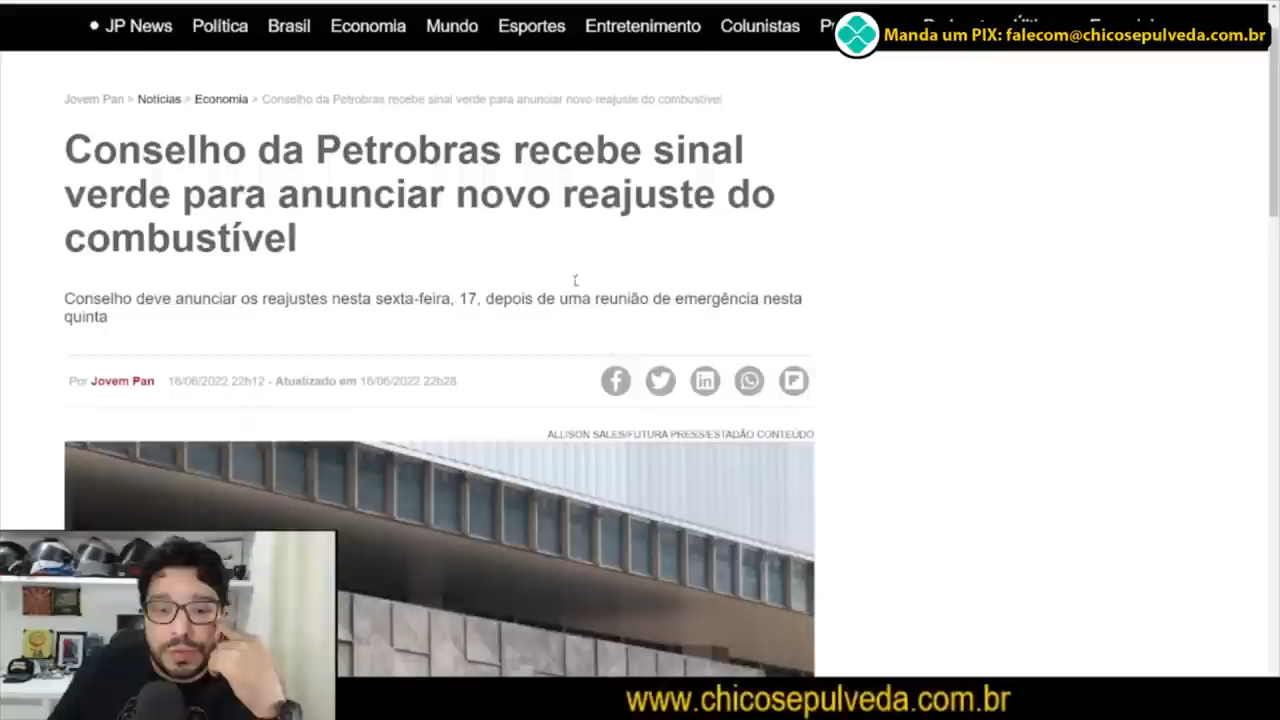 JP News Política Brasil Economia Mundo Esportes Entretenimento Colunistas
Manda um PIX: falecom@chicosepulveda.com.br
Jovem Pan > Notícias > Economia > Conselho da Petrobras recebe sinal verde para anunciar novo reajuste do combustível
Conselho da Petrobras recebe sinal
verde para anunciar novo reajuste do
combustível
Conselho deve anunciar os reajustes nesta sexta-feira, 17, depois de uma reunião de emergência nesta
quinta
Por Jovem Pan 16/06/2022 22h12 - Atualizado em 16/06/2022 22h28
ALLISON SALES/FUTURA PRESS/ESTADÃO CONTEÚDO
www.chicosepulveda.com.br